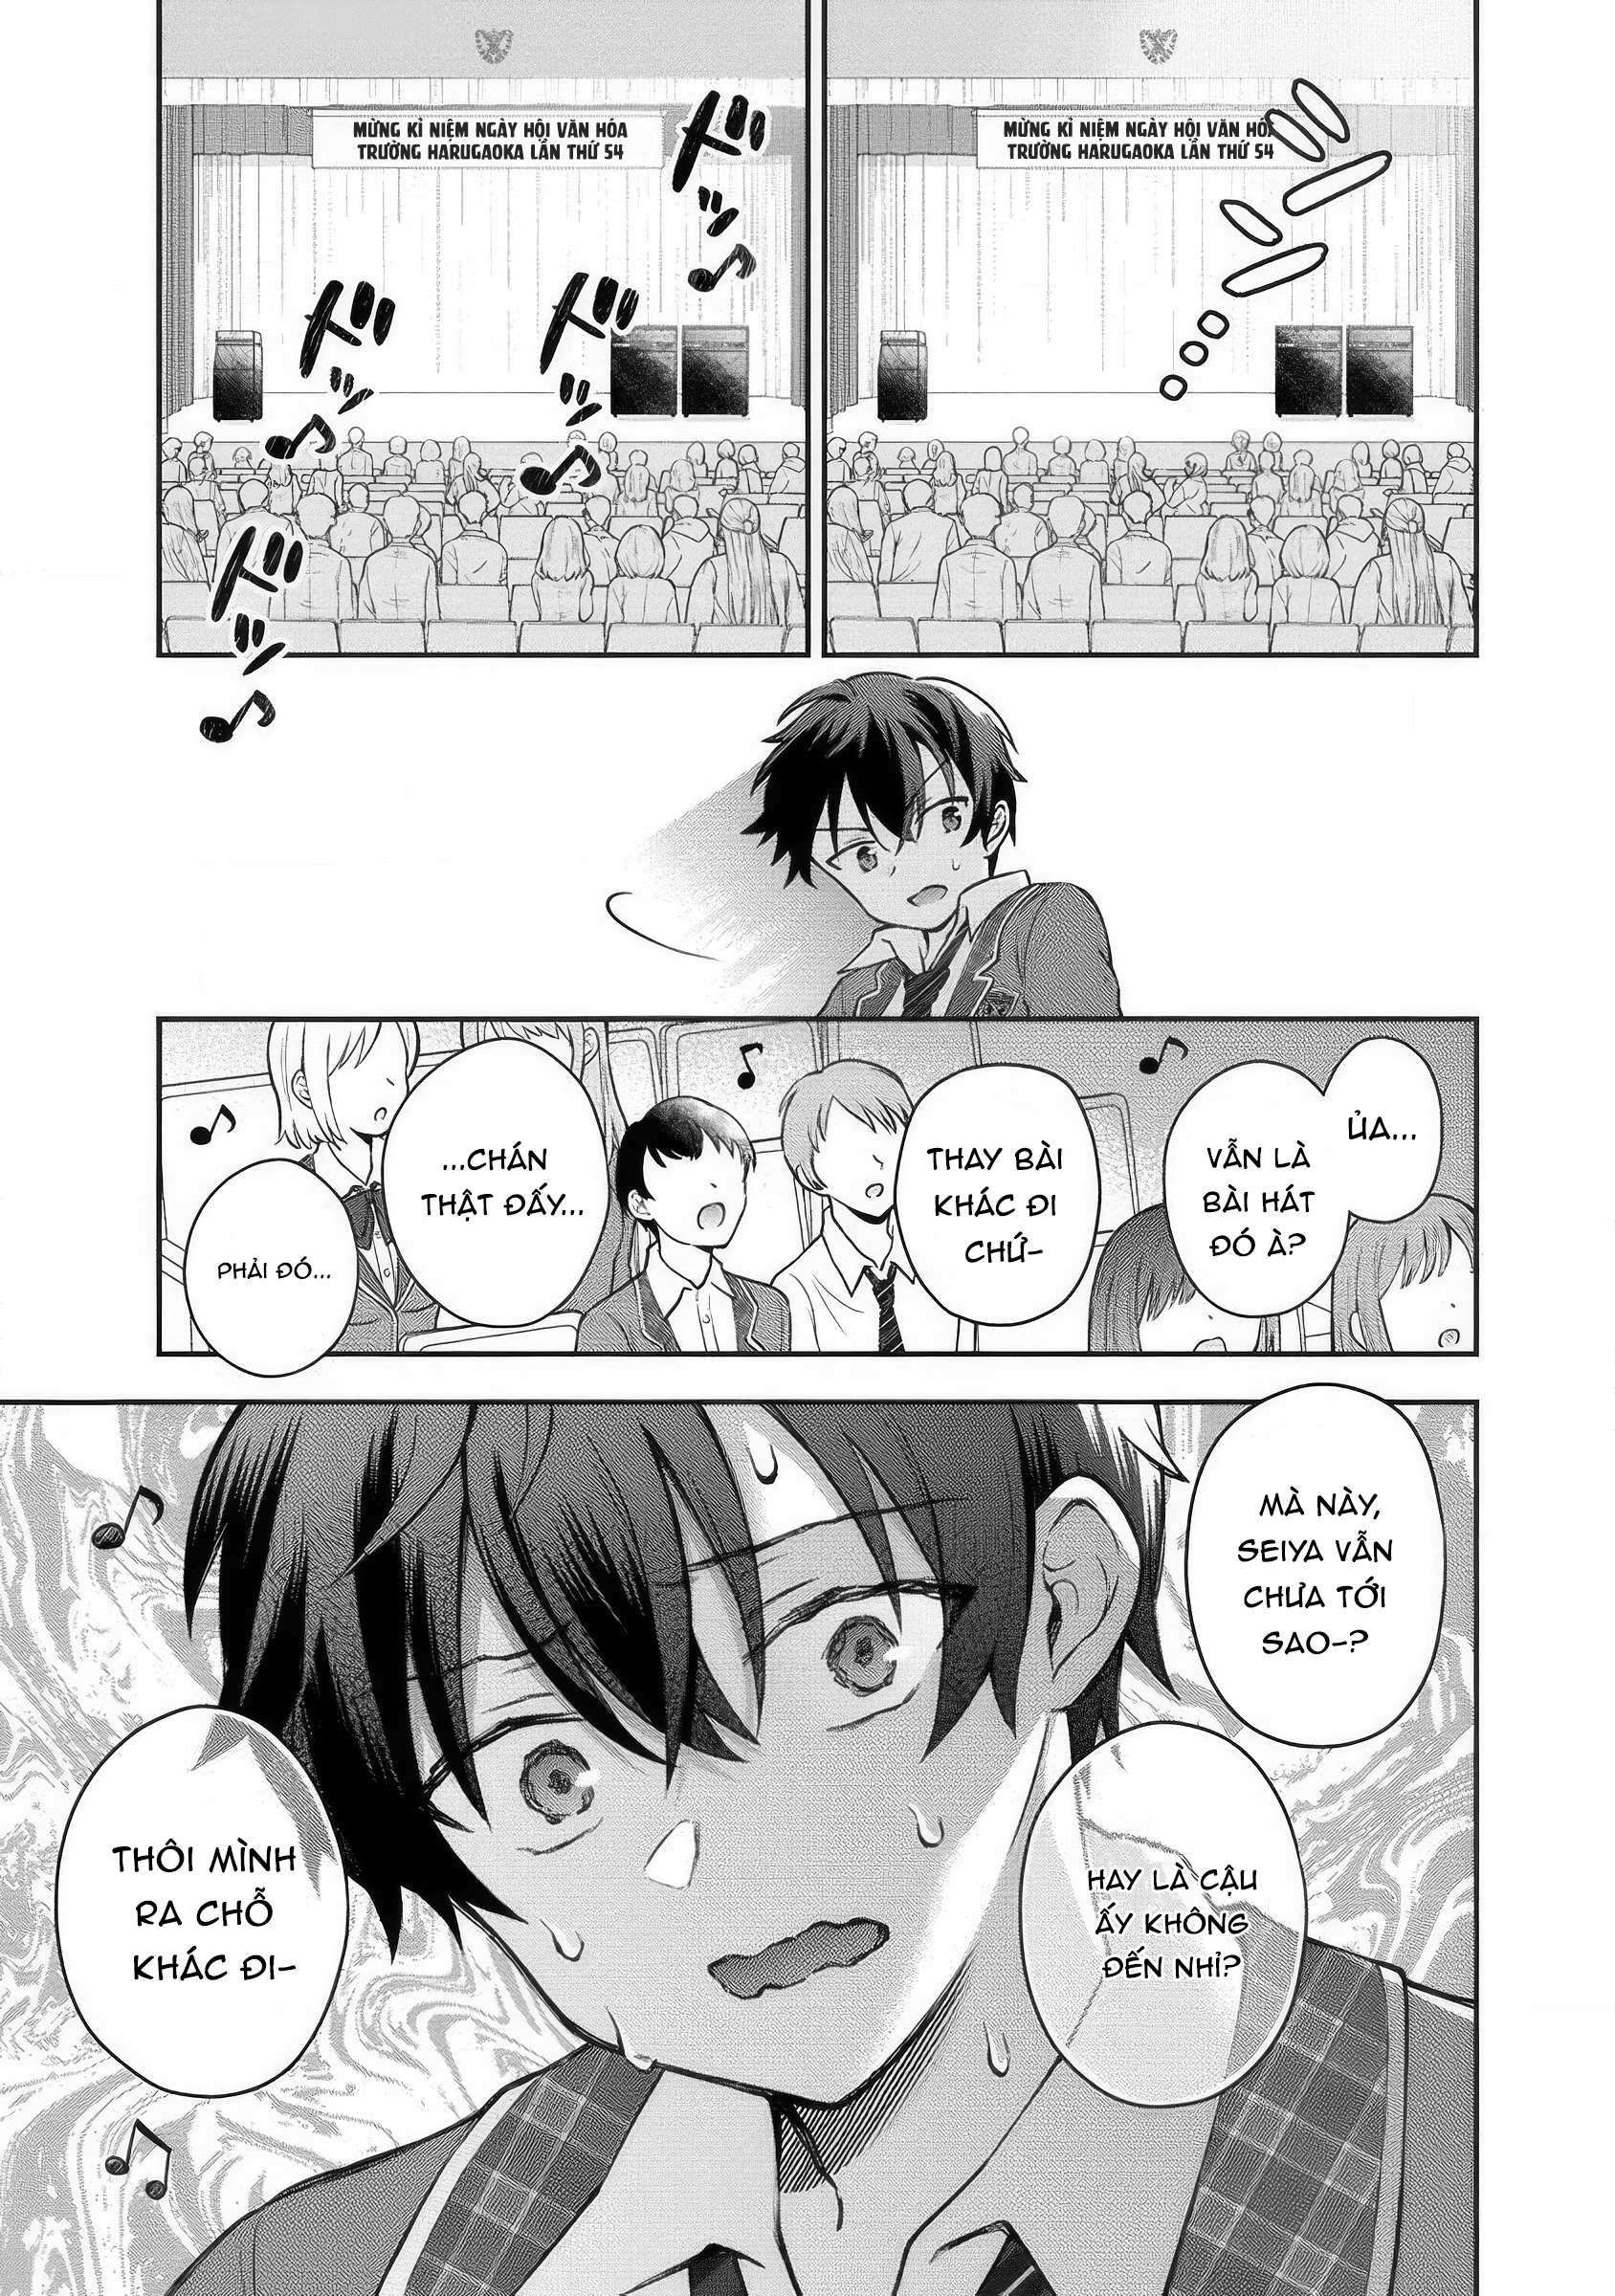 MỪNG KỈ NIỆM NGÀY HỘI VĂN HÓA
TRƯỜNG HARUGAOKA LẦN THỨ 54
MỪNG KỈ NIỆM NGÀY HỘI VĂN HÓA
TRƯỜNG HARUGAOKA LẦN THỨ 54
ドッ
ドッ
ドッ
ドッ
ỦA...
VẪN LÀ
BÀI HÁT
ĐÓ À?
THAY BÀI
KHÁC ĐI
CHỨ-
...CHÁN
THẬT ĐẤY...
PHẢI ĐÓ...
MÀ NÀY,
SEIYA VẪN
CHƯA TỚI
SAO-?
HAY LÀ CẬU
ẤY KHÔNG
ĐẾN NHỈ?
THÔI MÌNH
RA CHỖ
KHÁC ĐI-